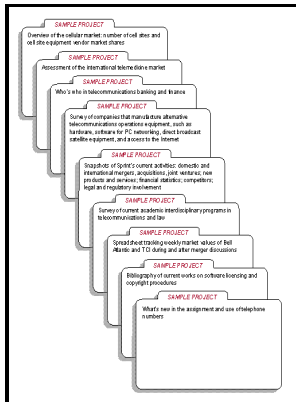 SAMPLE PROJECT
Overview of the cellular market: number of cell sites and
cell site equipment vendor market shares
SAMPLE PROJECT
Assessment of the international telemedicine market
SAMPLE PROJECT
Who's who in telecommunications banking and finance
SAMPLE PROJECT
Survey of companies that manufacture alternative
telecommunications operations equipment, such as
hardware, software for PC networking, direct broadcast
satellite equipment, and access to the Internet
SAMPLE PROJECT
Snapshots of Sprint's current activities: domestic and
international mergers, acquisitions, joint ventures; new
products and services; financial statistics; competitors;
legal and regulatory involvement
SAMPLE PROJECT
Survey of current academic interdisciplinary programs in
telecommunications and law
SAMPLE PROJECT
Spreadsheet tracking weekly market values of Bell
Atlantic and TCI during and after merger discussions
SAMPLE PROJECT
Bibliography of current works on software licensing and
copyright procedures
SAMPLE PROJECT
What's new in the assignment and use of telephone
numbers